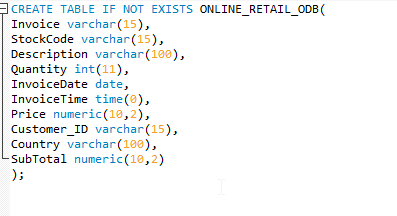 CREATE TABLE IF NOT EXISTS ONLINE_RETAIL_ODB(
Invoice varchar(15),
StockCode varchar(15),
Description varchar(100),
Quantity int(11),
InvoiceDate date,
InvoiceTime time(0),
Price numeric(10,2),
Customer_ID varchar(15),
Country varchar(100),
SubTotal numeric(10,2)
);